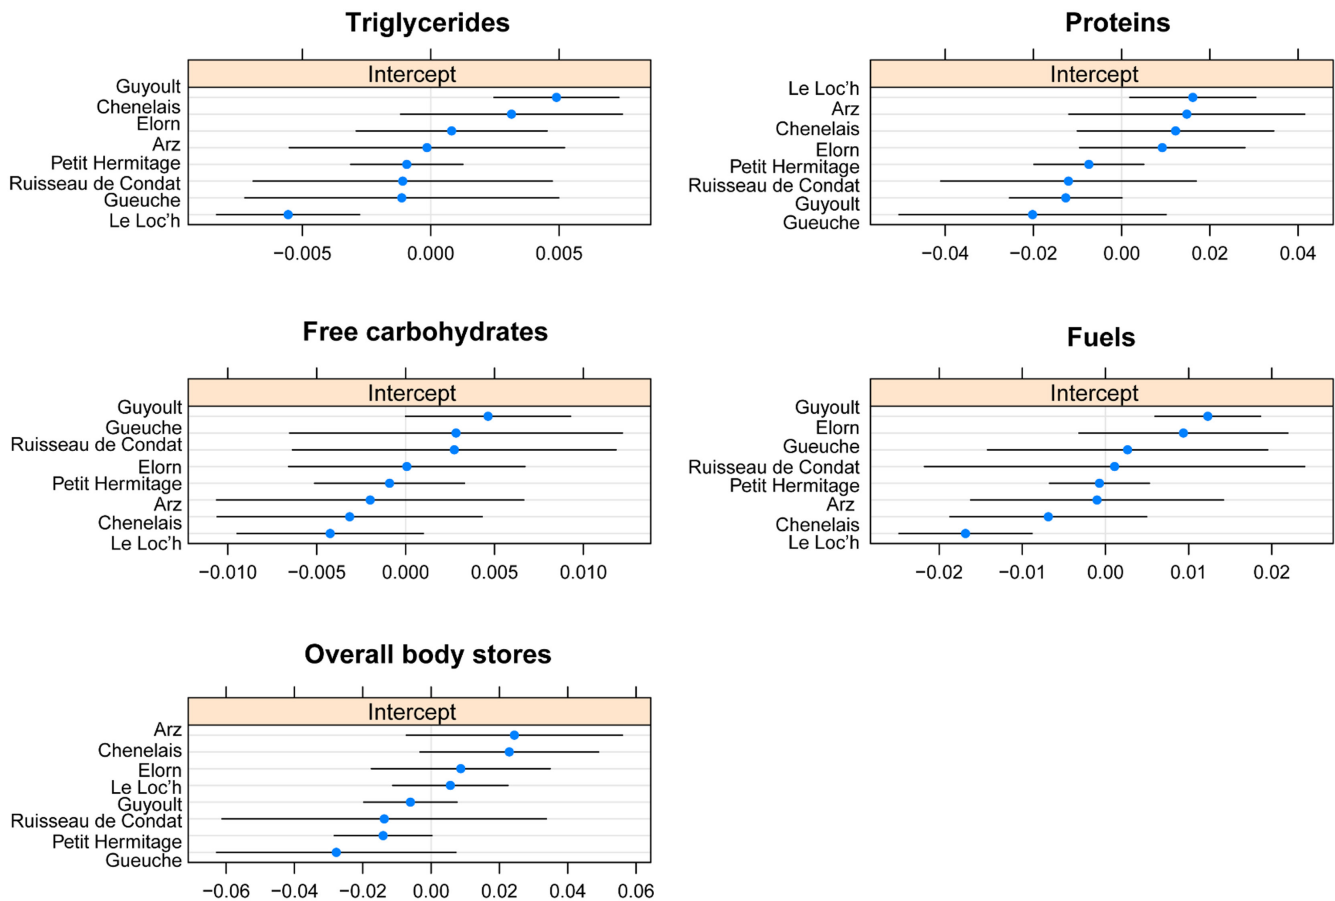 Triglycerides
Intercept
Guyoult
Chenelais
Elorn
Arz
Petit Hermitage
Ruisseau de Condat
Gueuche
Le Loc’h
−0.005 0.000 0.005
Proteins
Intercept
Le Loc’h
Arz
Chenelais
Elorn
Petit Hermitage
Ruisseau de Condat
Guyoult
Gueuche
−0.04 −0.02 0.00 0.02 0.04
Free carbohydrates
Intercept
Guyoult
Gueuche
Ruisseau de Condat
Elorn
Petit Hermitage
Arz
Chenelais
Le Loc’h
−0.010 −0.005 0.000 0.005 0.010
Fuels
Intercept
Guyoult
Elorn
Gueuche
Ruisseau de Condat
Petit Hermitage
Arz
Chenelais
Le Loc’h
−0.02 −0.01 0.00 0.01 0.02
Overall body stores
Intercept
Arz
Chenelais
Elorn
Le Loc’h
Guyoult
Ruisseau de Condat
Petit Hermitage
Gueuche
−0.06 −0.04 −0.02 0.00 0.02 0.04 0.06